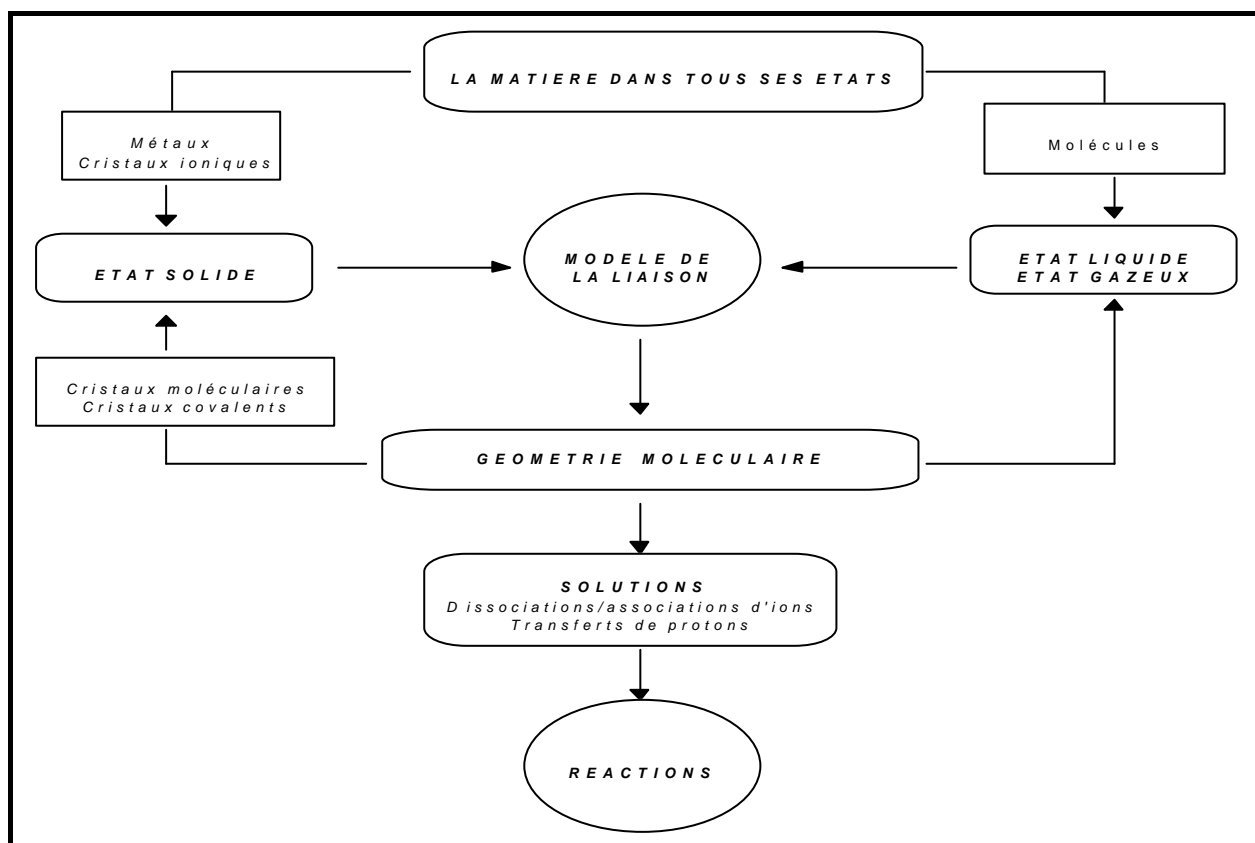 LA MATIERE DANS TOUS SES ETATS
Métaux
Cristaux ioniques
Molécules
ETAT SOLIDE
MODELE DE
LA LIAISON
ETAT LIQUIDE
ETAT GAZEUX
Cristaux moléculaires
Cristaux covalents
GEOMETRIE MOLECULAIRE
SOLUTIONS
Dissociations/associations d'ions
Transferts de protons
REACTIONS